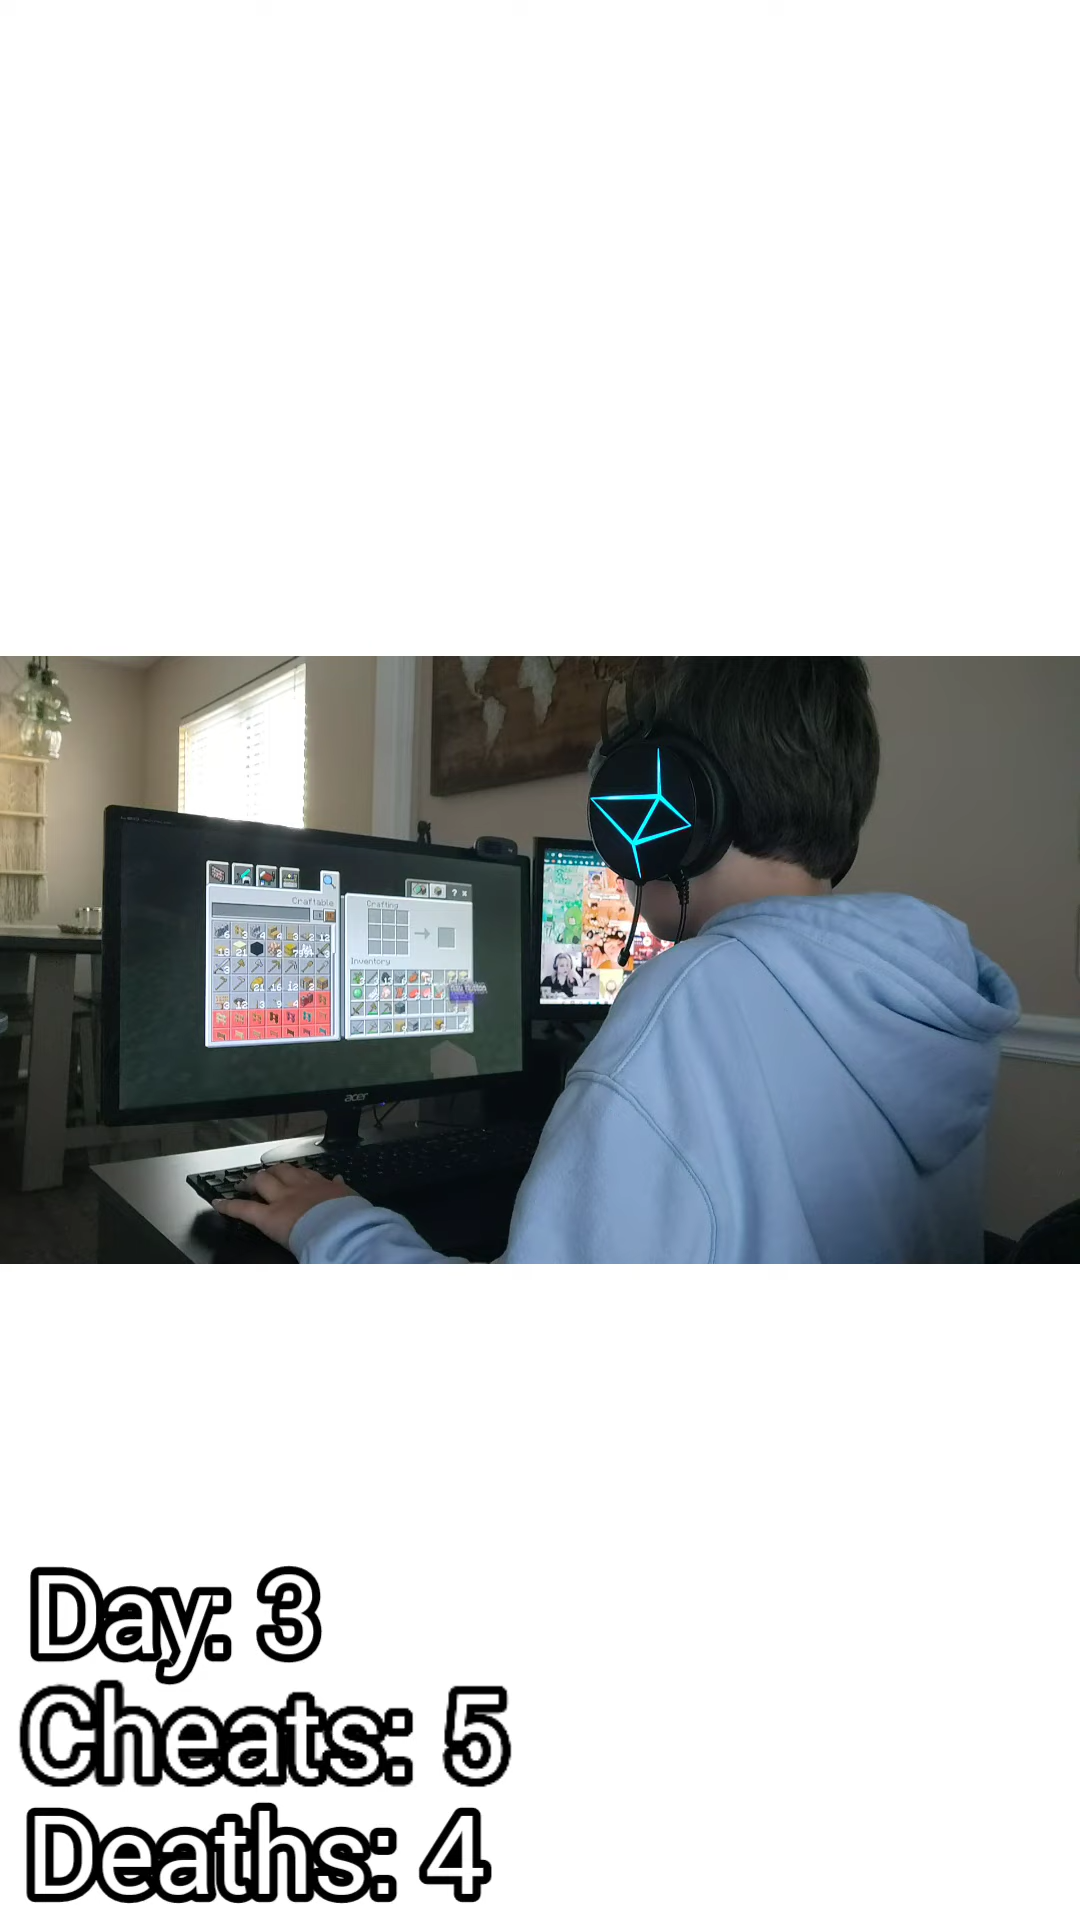 Craftable
Crafting
Inventory
acer
Day: 3
Cheats: 5
Deaths: 4